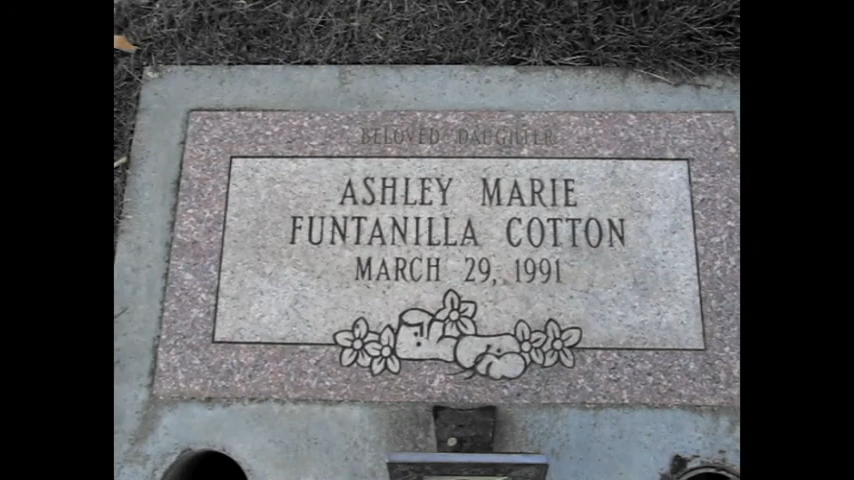 BELOVED DAUGHTER
ASHLEY MARIE
FUNTANILLA COTTON
MARCH 29, 1991